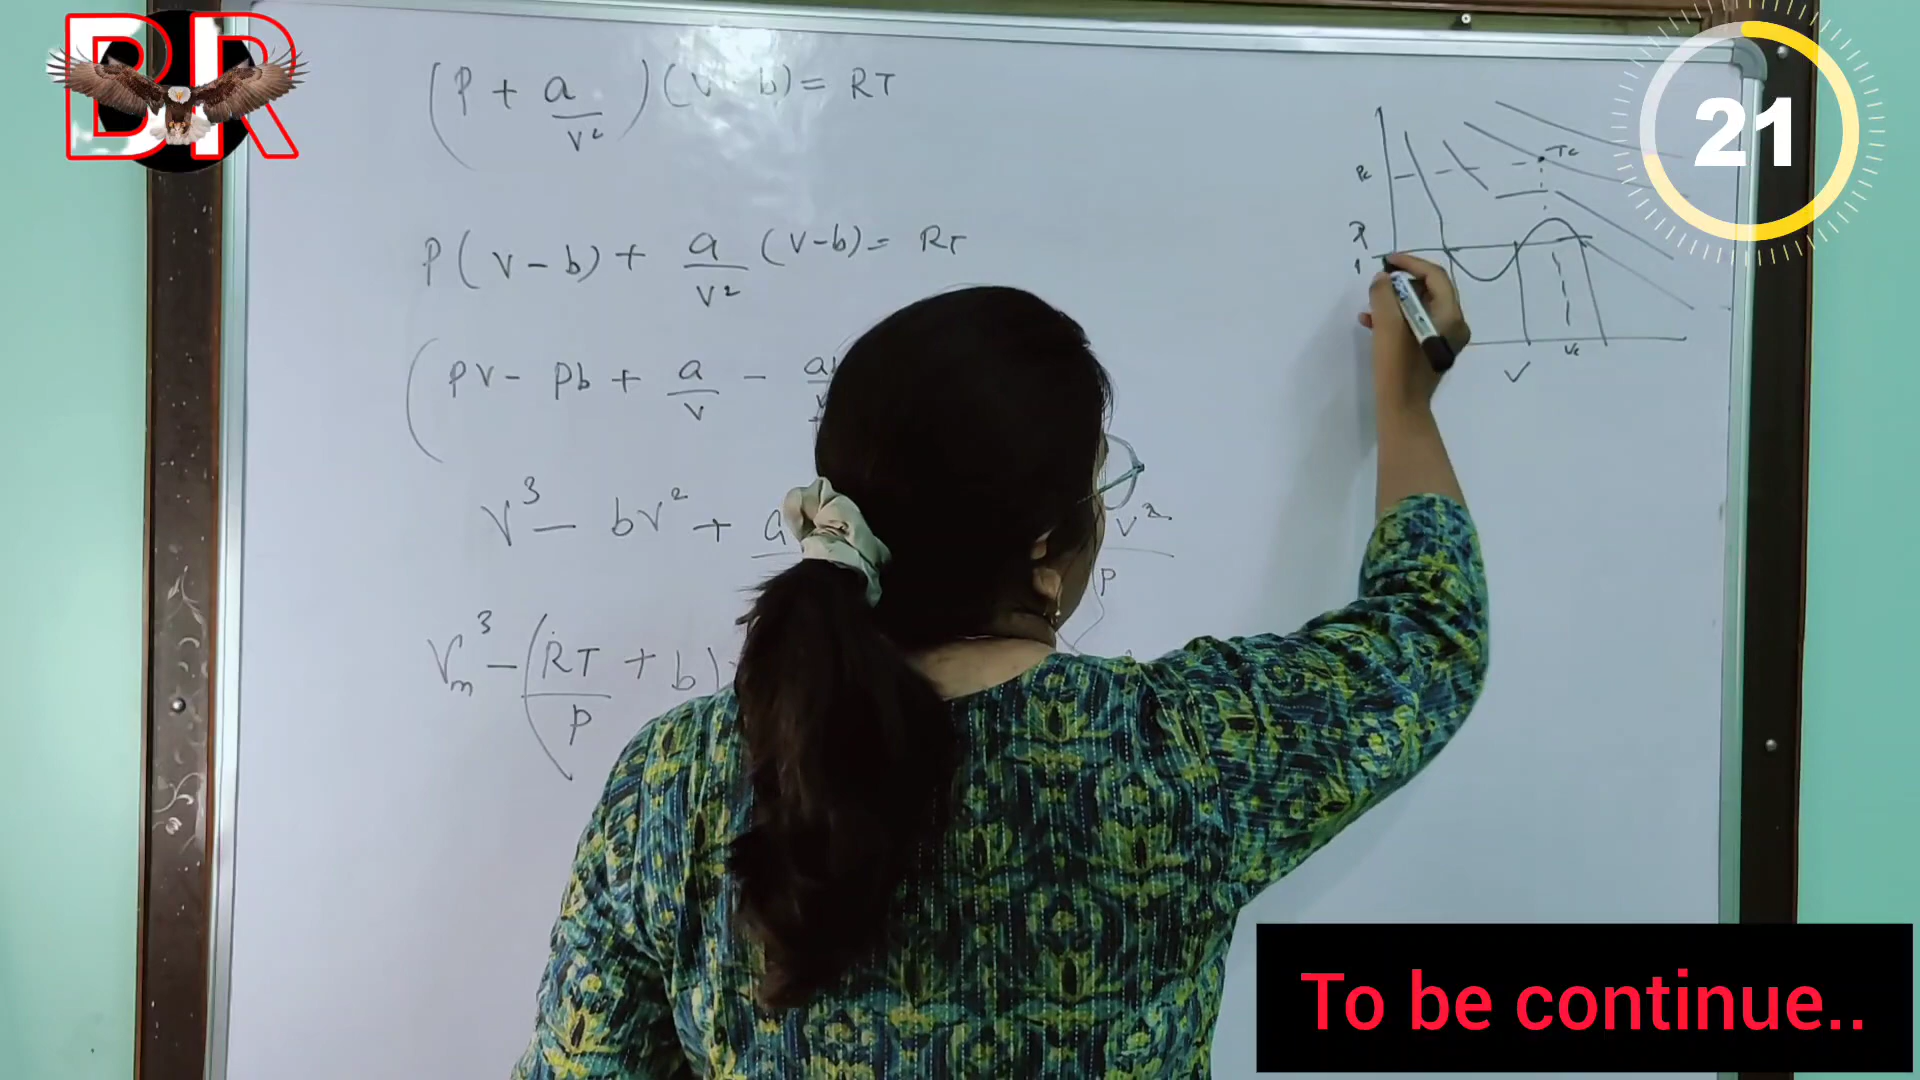 BR
21
(P + a/v²)(v b) = RT
P(v - b) + a/v² (v-b) = RT
(Pv - Pb + a/v - a
v³ - bv² + a v²
P
Vm³ - (RT/P + b)
Pc
Tc
Vc
V
To be continue..